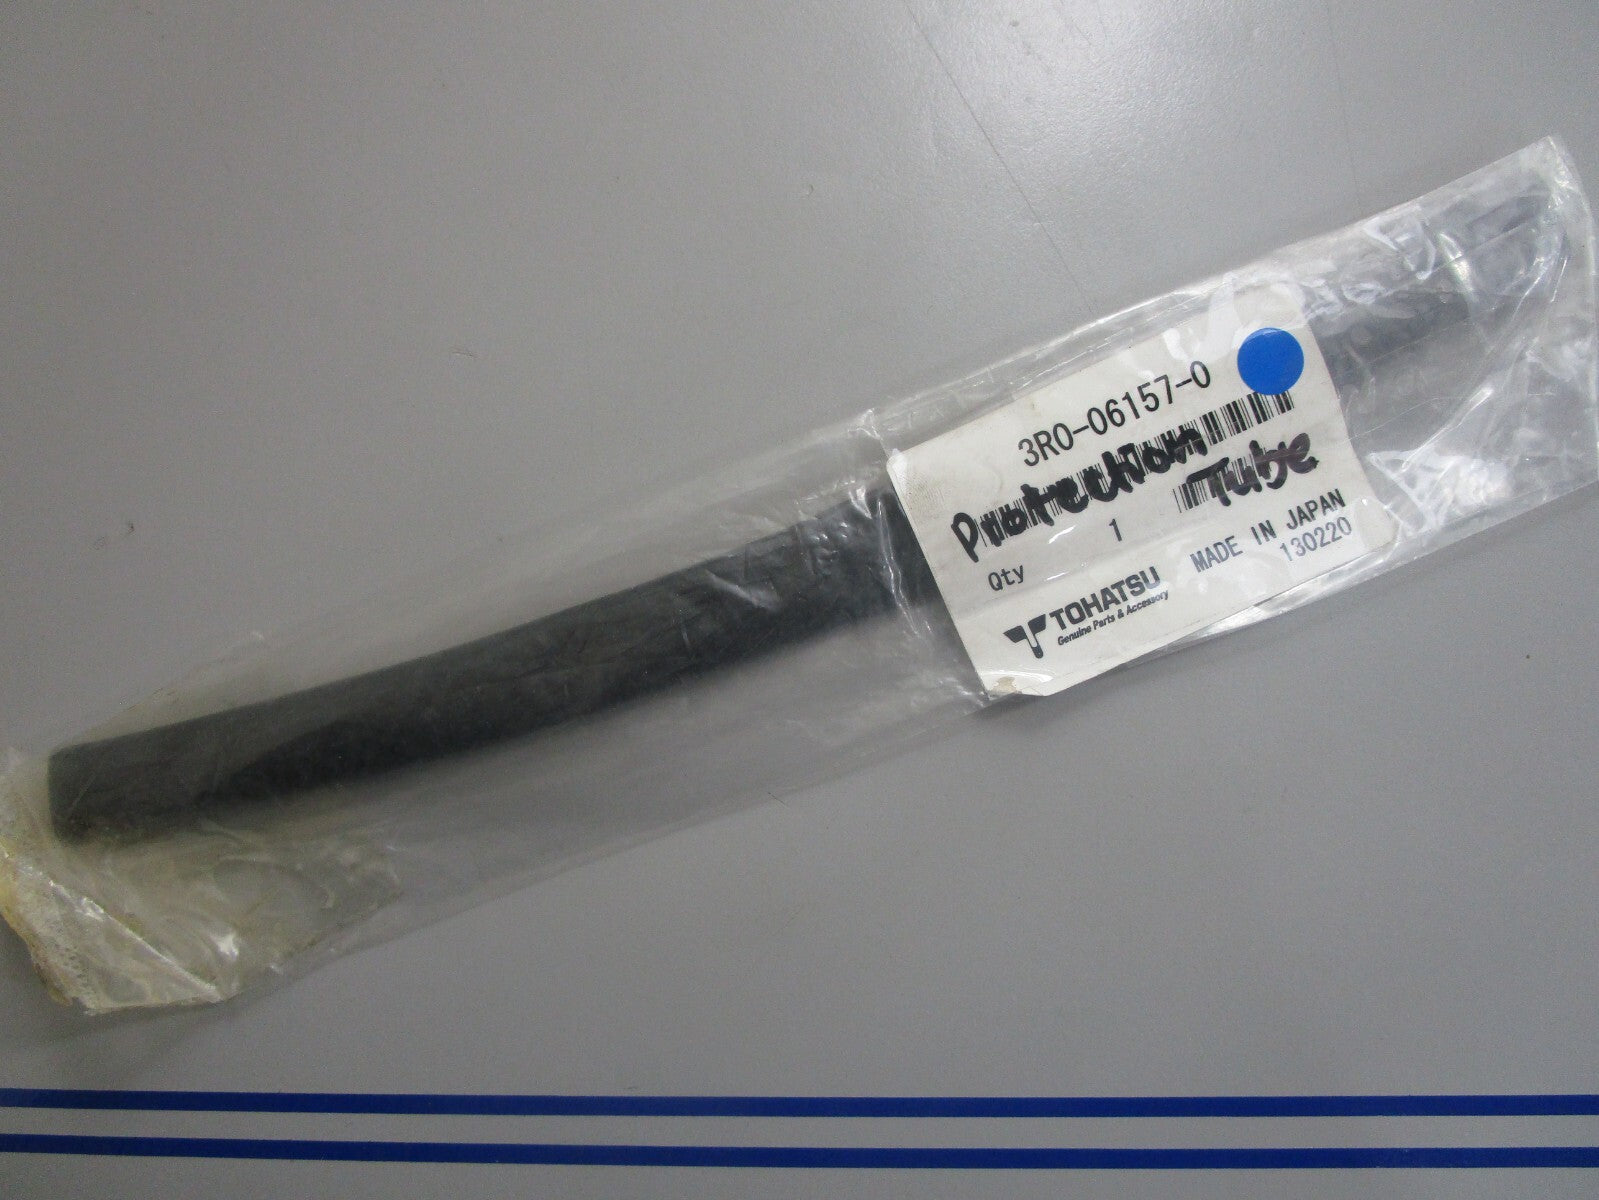 3R0-06157-0
Protection
Tube
Qty 1
MADE IN JAPAN
130220
TOHATSU
Genuine Parts & Accessory